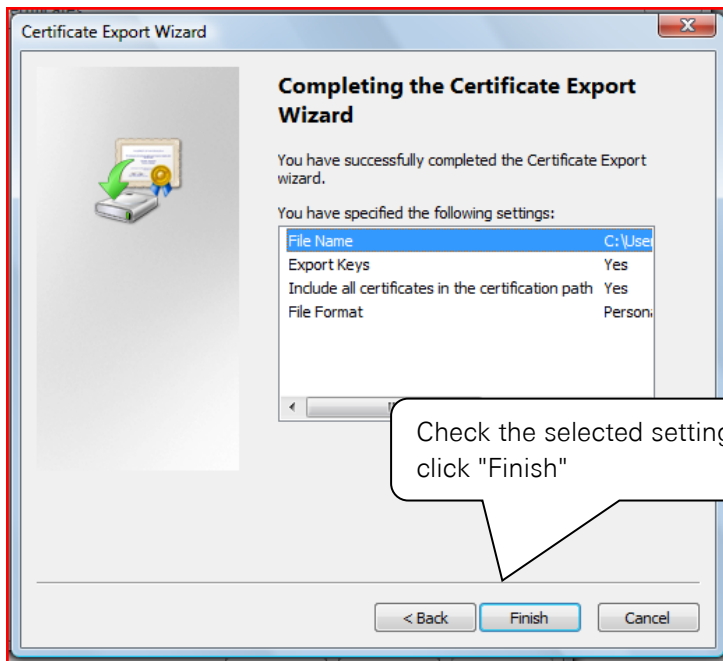 Certificate Export Wizard
Completing the Certificate Export
Wizard
You have successfully completed the Certificate Export
wizard.
You have specified the following settings:
File Name C:\User
Export Keys Yes
Include all certificates in the certification path Yes
File Format Persona
Check the selected setting
click "Finish"
< Back Finish Cancel